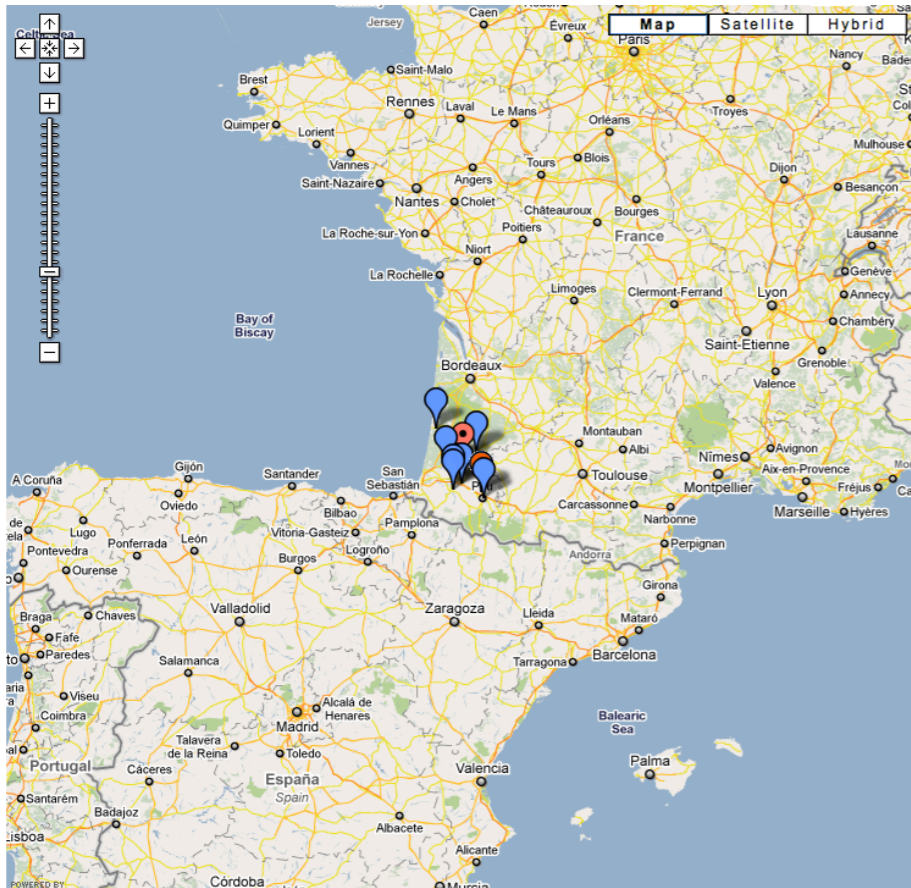 Jersey
Caen
Évreux
Map
Satellite
Hybrid
Celtic Sea
Paris
Nancy
Saint-Malo
Brest
Rennes
Laval
Le Mans
Troyes
Quimper
Lorient
Orléans
Mulhouse
Vannes
Blois
Saint-Nazaire
Angers
Tours
Dijon
Besançon
Nantes
Cholet
Châteauroux
Bourges
La Roche-sur-Yon
Poitiers
France
Lausanne
Niort
La Rochelle
Genève
Limoges
Clermont-Ferrand
Lyon
Annecy
Bay of
Biscay
Chambéry
Saint-Etienne
Grenoble
Bordeaux
Valence
Montauban
Albi
Avignon
Nîmes
Aix-en-Provence
A Coruña
Gijón
Santander
San
Sebastián
Toulouse
Montpellier
Fréjus
Oviedo
Bilbao
Carcassonne
Marseille
Hyères
Lugo
Pamplona
Narbonne
León
Vitoria-Gasteiz
Pontevedra
Ponferrada
Logroño
Perpignan
Ourense
Burgos
Andorra
Girona
Braga
Chaves
Valladolid
Zaragoza
Lleida
Mataró
Fafe
Barcelona
Paredes
Salamanca
Tarragona
Viseu
Alcalá de
Henares
Coimbra
Madrid
Balearic
Sea
Talavera
de la Reina
Toledo
Palma
Portugal
Cáceres
España
Spain
Valencia
Santarém
Badajoz
Lisboa
Albacete
Alicante
Córdoba
Murcia
POWERED BY